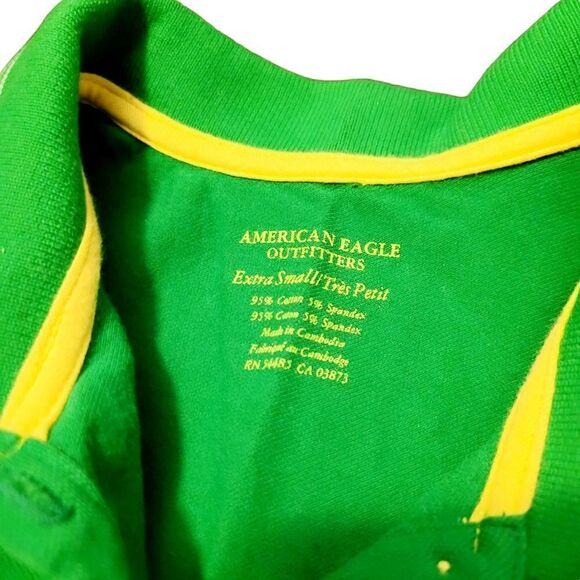 AMERICAN EAGLE
OUTFITTERS
Extra Small/Très Petit
95% Cotton 5% Spandex
95% Coton 5% Spandex
Made in Cambodia
Fabriqué au Cambodge
RN 54485 CA 03873